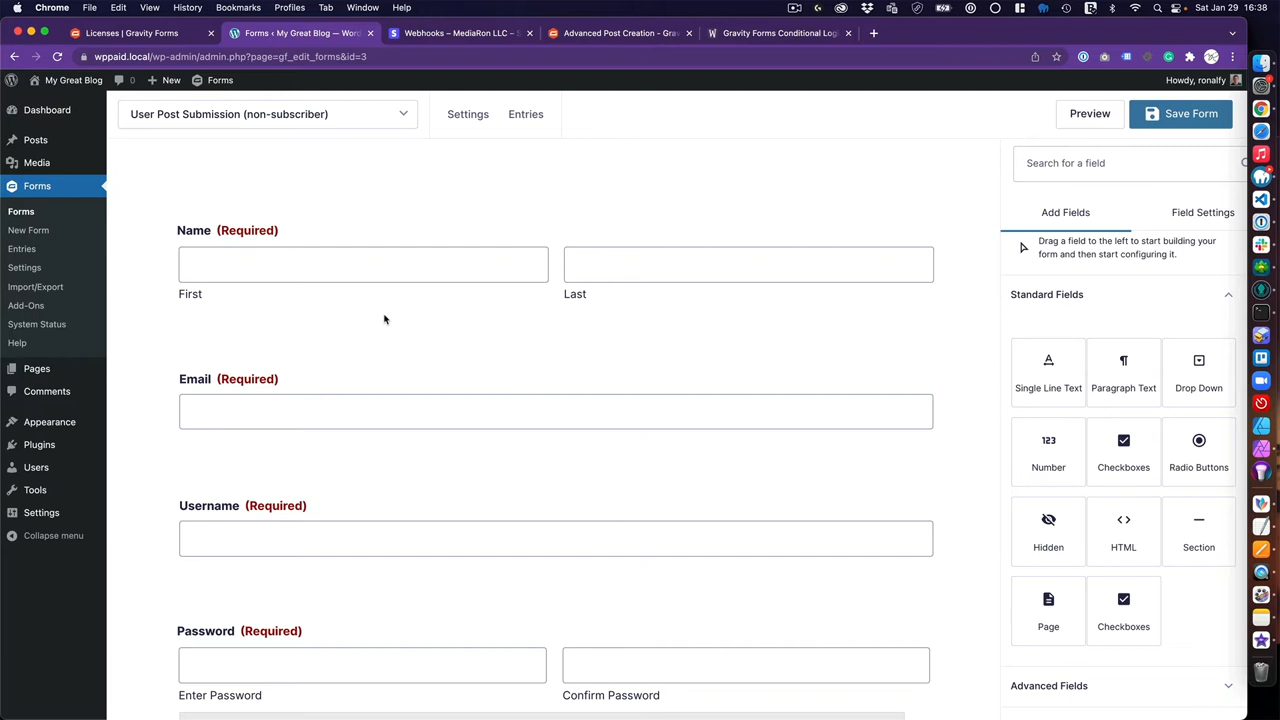 Chrome File Edit View History Bookmarks Profiles Tab Window Help Sat Jan 29 16:38
Licenses | Gravity Forms
Forms ‹ My Great Blog — Word
Webhooks – MediaRon LLC –
Advanced Post Creation - Grav
Gravity Forms Conditional Logi
wppaid.local/wp-admin/admin.php?page=gf_edit_forms&id=3
My Great Blog 0 New Forms Howdy, ronalfy
Dashboard
Posts
Media
Forms
Forms
New Form
Entries
Settings
Import/Export
Add-Ons
System Status
Help
Pages
Comments
Appearance
Plugins
Users
Tools
Settings
Collapse menu
User Post Submission (non-subscriber) Settings Entries Preview Save Form
Name (Required)
First Last
Email (Required)
Username (Required)
Password (Required)
Enter Password Confirm Password
Search for a field
Add Fields Field Settings
Drag a field to the left to start building your
form and then start configuring it.
Standard Fields
Single Line Text Paragraph Text Drop Down
123
Number Checkboxes Radio Buttons
Hidden HTML Section
Page Checkboxes
Advanced Fields